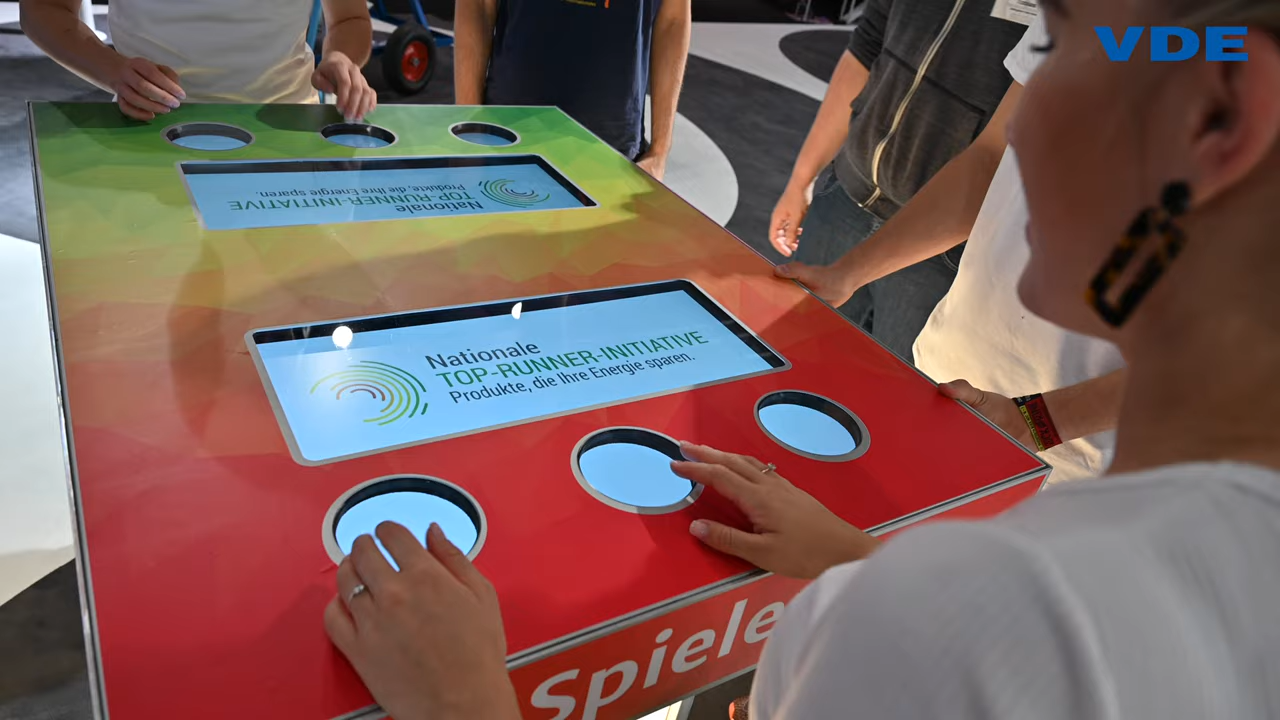 VDE
Nationale
TOP-RUNNER-INITIATIVE
Produkte, die Ihre Energie sparen.
Nationale
TOP-RUNNER-INITIATIVE
Produkte, die Ihre Energie sparen.
Spiele